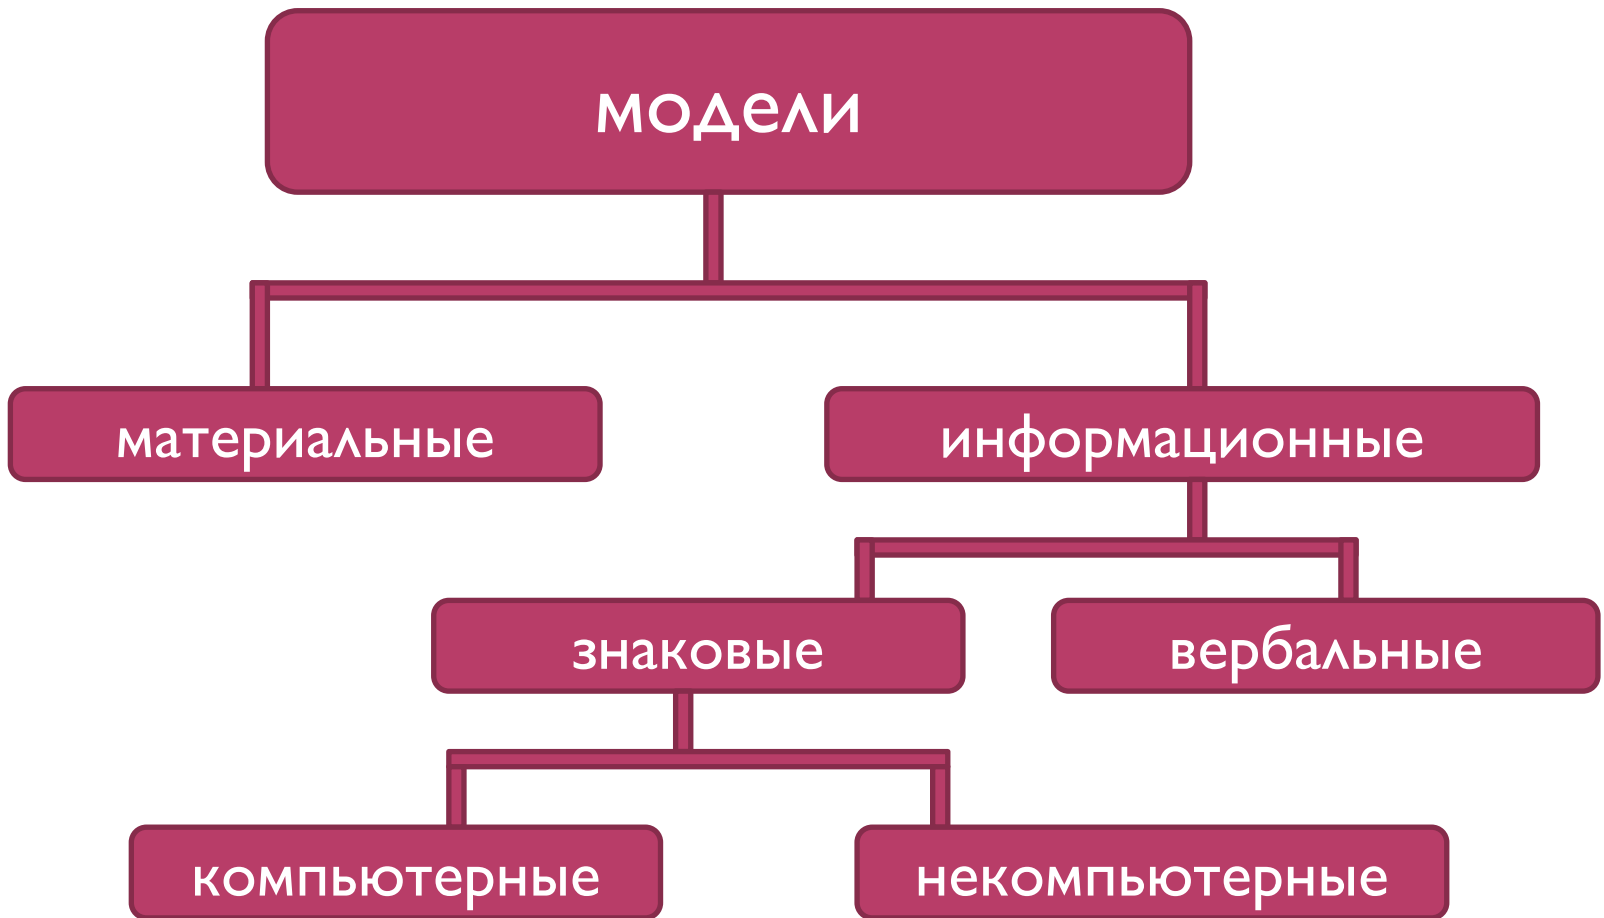 модели
материальные
информационные
знаковые
вербальные
компьютерные
некомпьютерные